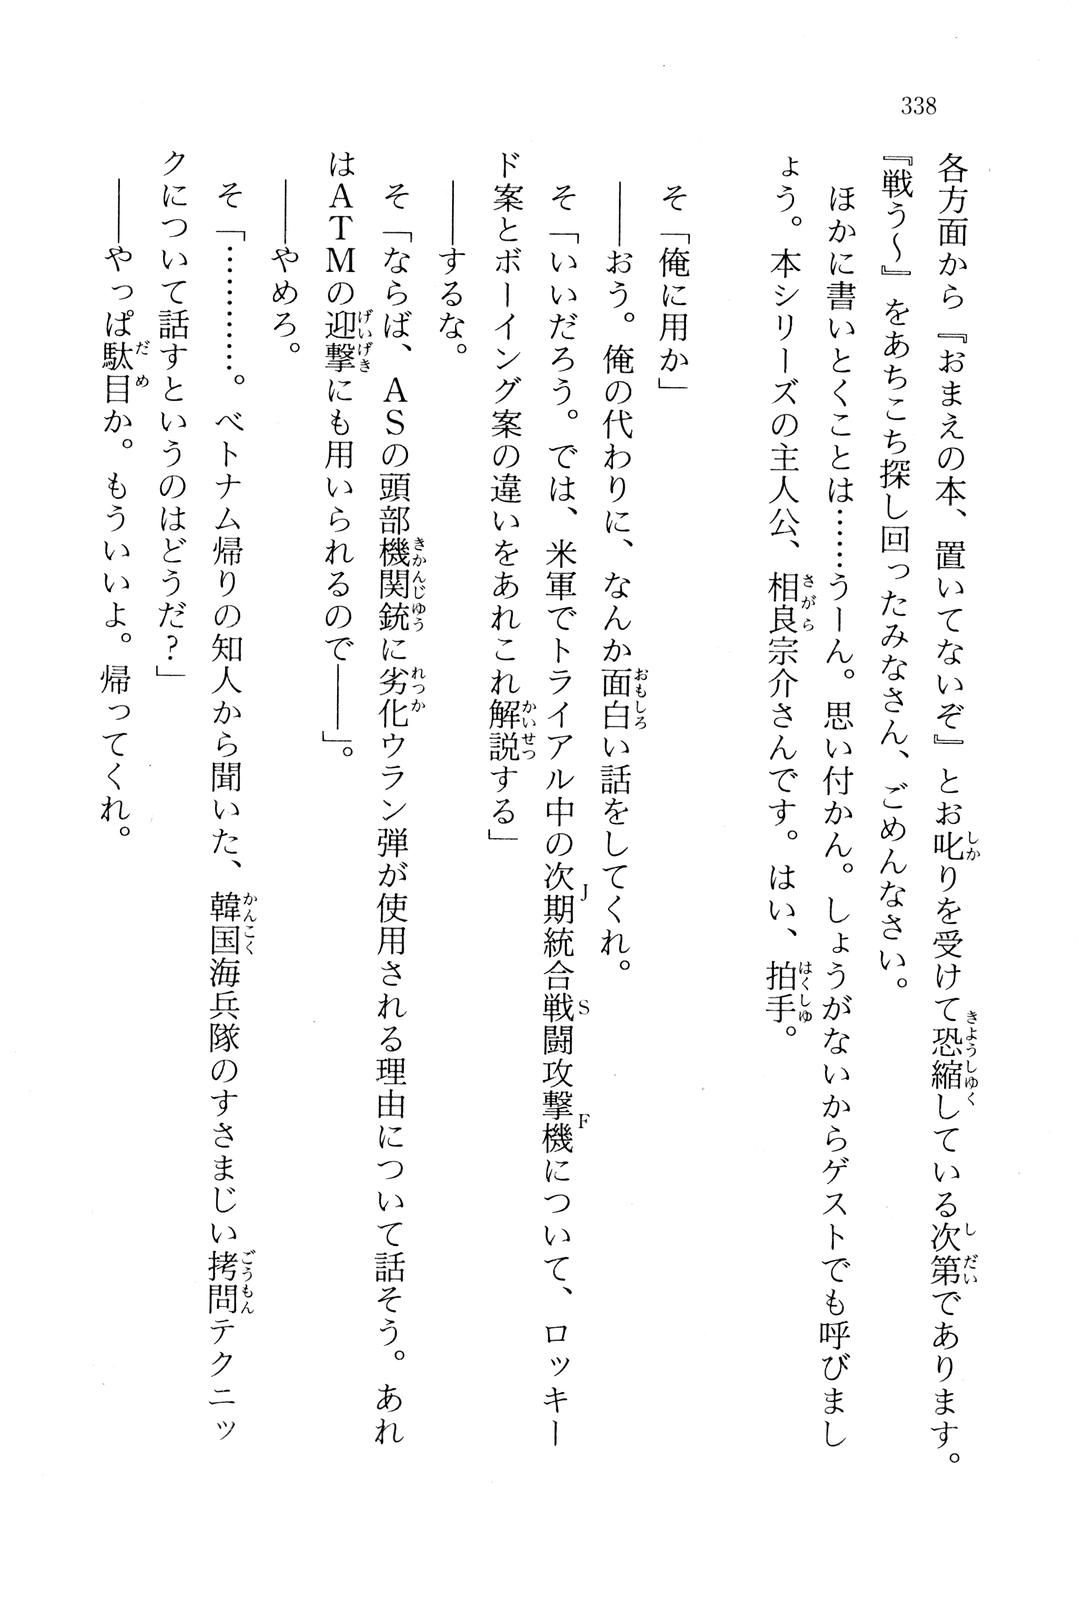 338
各方面から『おまえの本、置いてないぞ』とお叱りを受けて恐縮している次第であります。
『戦う～』をあちこち探し回ったみなさん、ごめんなさい。
ほかに書いとくことは……うーん。思い付かん。しょうがないからゲストでも呼びまし
ょう。本シリーズの主人公、相良宗介さんです。はい、拍手。
そ「俺に用か」
――おう。俺の代わりに、なんか面白い話をしてくれ。
そ「いいだろう。では、米軍でトライアル中の次期統合戦闘攻撃機について、ロッキー
ド案とボーイング案の違いをあれこれ解説する」
――するな。
そ「ならば、ＡＳの頭部機関銃に劣化ウラン弾が使用される理由について話そう。あれ
はＡＴＭの迎撃にも用いられるので――」。
――やめろ。
そ「…………。ベトナム帰りの知人から聞いた、韓国海兵隊のすさまじい拷問テクニッ
クについて話すというのはどうだ？」
――やっぱ駄目か。もういいよ。帰ってくれ。